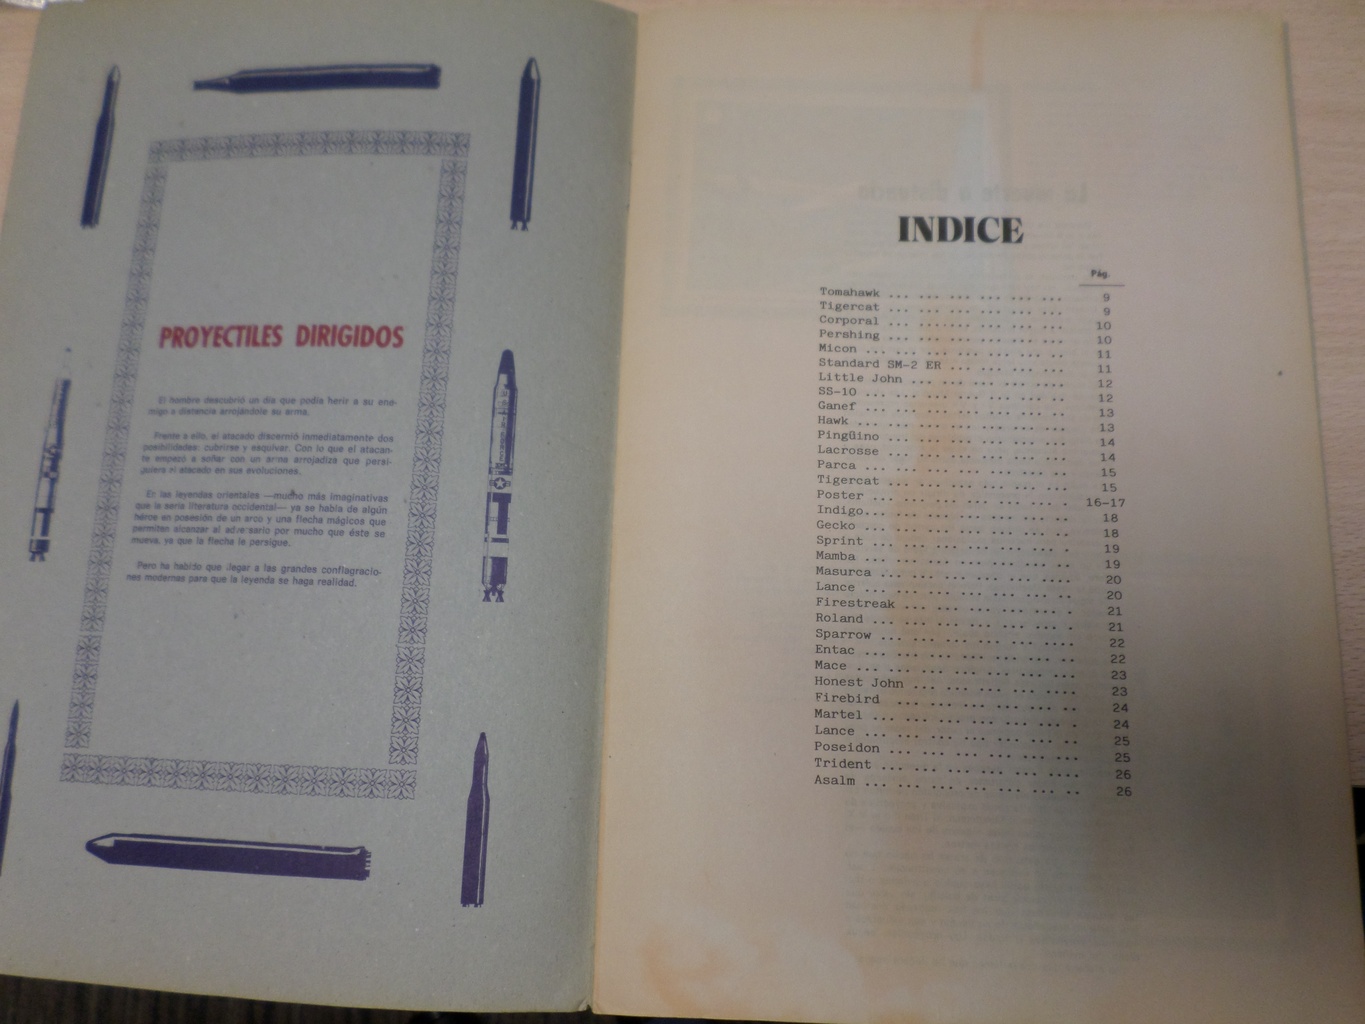 PROYECTILES DIRIGIDOS
El hombre descubrió un día que podía herir a su ene-
migo a distancia arrojándole su arma.
Frente a ello, el atacado discernió inmediatamente dos
posibilidades: cubrirse y esquivar. Con lo que el atacan-
te empezó a soñar con un arma arrojadiza que persi-
guiera al atacado en sus evoluciones.
En las leyendas orientales —mucho más imaginativas
que la seria literatura occidental— ya se habla de algún
héroe en posesión de un arco y una flecha mágicos que
permiten alcanzar al adversario por mucho que éste se
mueva, ya que la flecha le persigue.
Pero ha habido que llegar a las grandes conflagracio-
nes modernas para que la leyenda se haga realidad.
INDICE
Pág.
Tomahawk ... ... ... ... ... ... 9
Tigercat ... ... ... ... ... ... 9
Corporal ... ... ... ... ... ... 10
Pershing ... ... ... ... ... ... 10
Micon ... ... ... ... ... ... .. 11
Standard SM-2 ER ... ... ... ... 11
Little John ... ... ... ... .... 12
SS-10 ... ... ... ... ... ... .. 12
Ganef ... ... ... ... ... ... .. 13
Hawk ... ... ... ... ... ... ... 13
Pingüino ... ... ... ... ... ... 14
Lacrosse ... ... ... ... ... ... 14
Parca ... ... ... ... ... ... .. 15
Tigercat ... ... ... ... ... ... 15
Poster ... ... ... ... ... ... . 16-17
Indigo... ... ... ... ... ... .. 18
Gecko ... ... ... ... ... ... .. 18
Sprint ... ... ... ... ... ... . 19
Mamba ... ... ... ... ... ... .. 19
Masurca ... ... ... ... ... .... 20
Lance ... ... ... ... ... ... .. 20
Firestreak ... ... ... ... ... . 21
Roland ... ... ... ... ... ... . 21
Sparrow ... ... ... ... ... .... 22
Entac ... ... ... ... ... ... .. 22
Mace ... ... ... ... ... ... ... 23
Honest John ... ... ... ... .... 23
Firebird ... ... ... ... ... ... 24
Martel ... ... ... ... ... ... . 24
Lance ... ... ... ... ... ... .. 25
Poseidon ... ... ... ... ... ... 25
Trident ... ... ... ... ... .... 26
Asalm ... ... ... ... ... ... .. 26